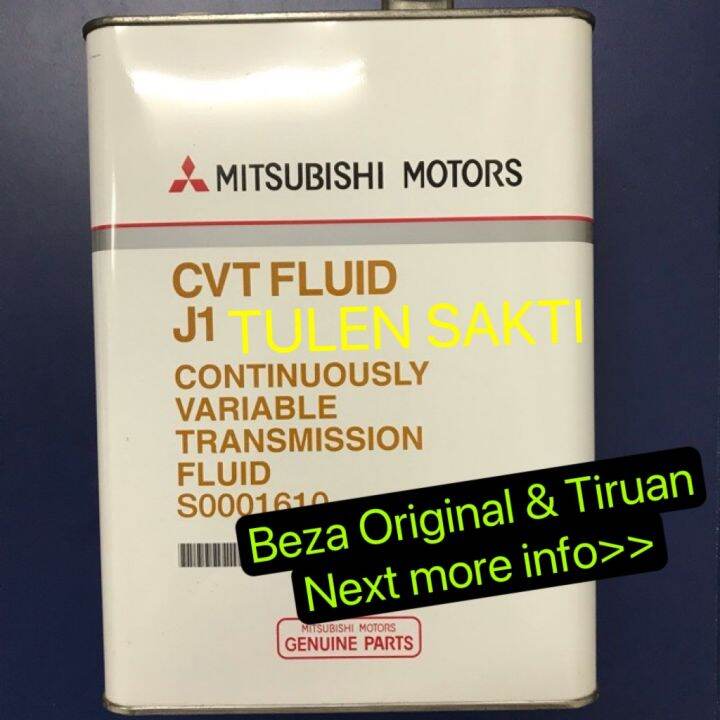 MITSUBISHI MOTORS
CVT FLUID
J1 TULEN SAKTI
CONTINUOUSLY
VARIABLE
TRANSMISSION
FLUID
S0001610
Beza Original & Tiruan
Next more info>>
MITSUBISHI MOTORS
GENUINE PARTS